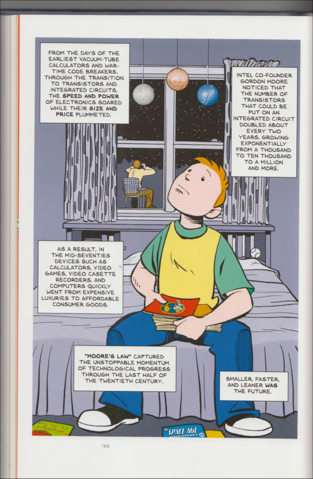 FROM THE DAYS OF THE
EARLIEST VACUUM-TUBE
CALCULATORS AND WAR-
TIME CODE BREAKERS,
THROUGH THE TRANSITION
TO TRANSISTORS AND
INTEGRATED CIRCUITS,
THE SPEED AND POWER
OF ELECTRONICS SOARED
WHILE THEIR SIZE AND
PRICE PLUMMETED.
INTEL CO-FOUNDER
GORDON MOORE
NOTICED THAT
THE NUMBER OF
TRANSISTORS
THAT COULD BE
PUT ON AN
INTEGRATED CIRCUIT
DOUBLED ABOUT
EVERY TWO
YEARS, GROWING
EXPONENTIALLY
FROM A THOUSAND
TO TEN THOUSAND
TO A MILLION
AND MORE.
AS A RESULT, IN
THE MID-SEVENTIES
DEVICES SUCH AS
CALCULATORS, VIDEO
GAMES, VIDEO CASETTE
RECORDERS, AND
COMPUTERS QUICKLY
WENT FROM EXPENSIVE
LUXURIES TO AFFORDABLE
CONSUMER GOODS.
"MOORE'S LAW" CAPTURED
THE UNSTOPPABLE MOMENTUM
OF TECHNOLOGICAL PROGRESS
THROUGH THE LAST HALF OF
THE TWENTIETH CENTURY.
SMALLER, FASTER,
AND LEANER WAS
THE FUTURE.
SPACE AGE